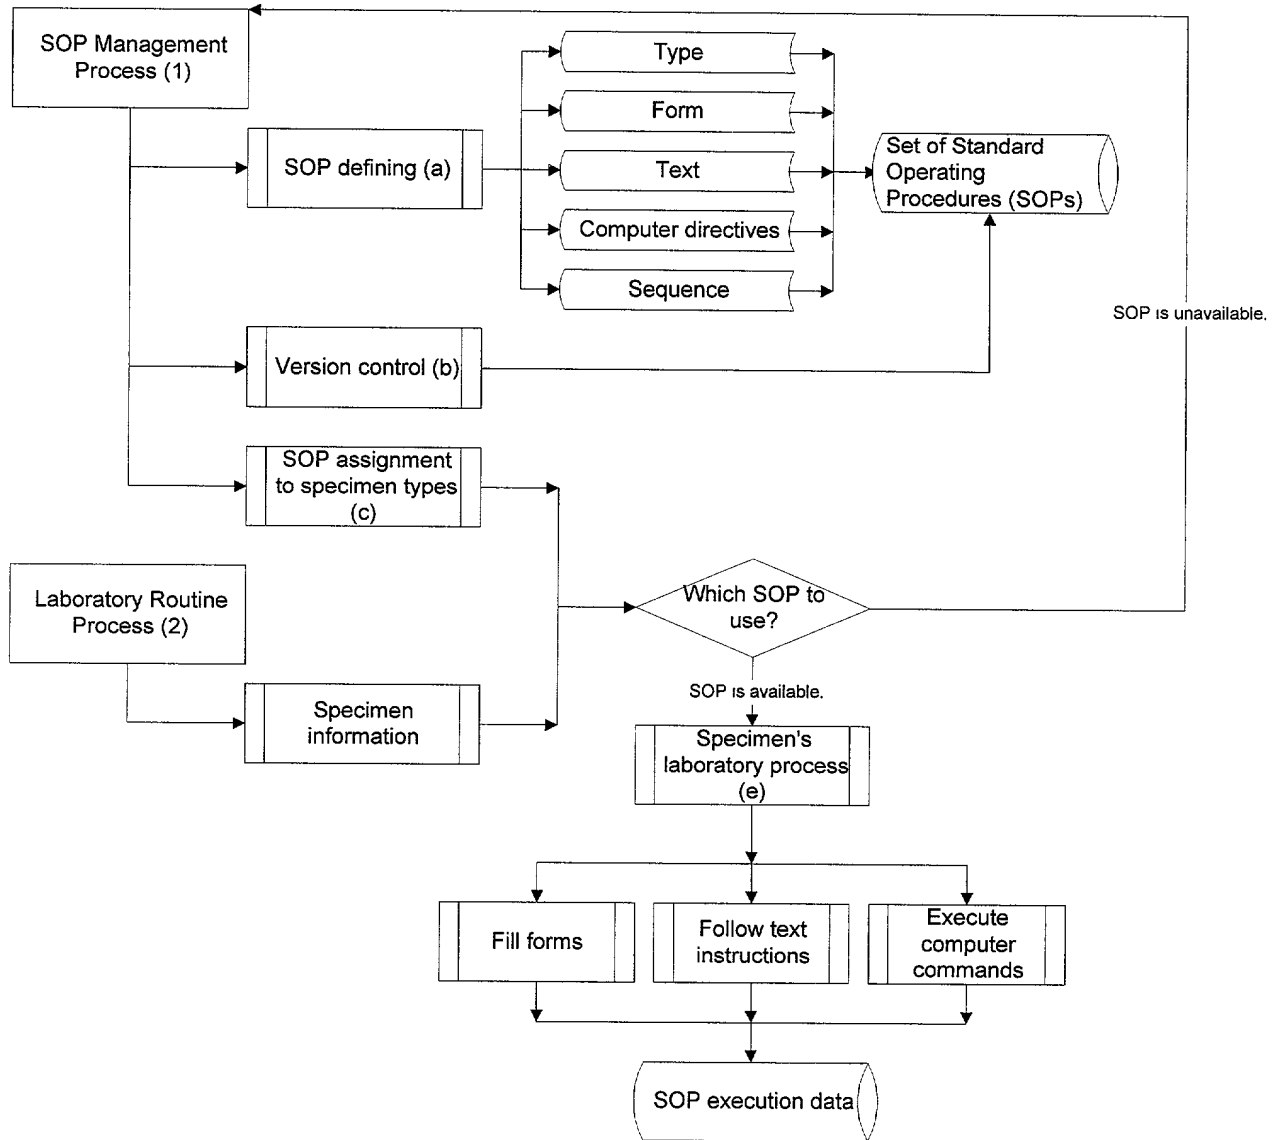 SOP Management
Process (1)
Type
Form
SOP defining (a)
Text
Computer directives
Sequence
Set of Standard
Operating
Procedures (SOPs)
SOP is unavailable.
Version control (b)
SOP assignment
to specimen types
(c)
Laboratory Routine
Process (2)
Which SOP to
use?
Specimen
information
SOP is available.
Specimen's
laboratory process
(e)
Fill forms
Follow text
instructions
Execute
computer
commands
SOP execution data